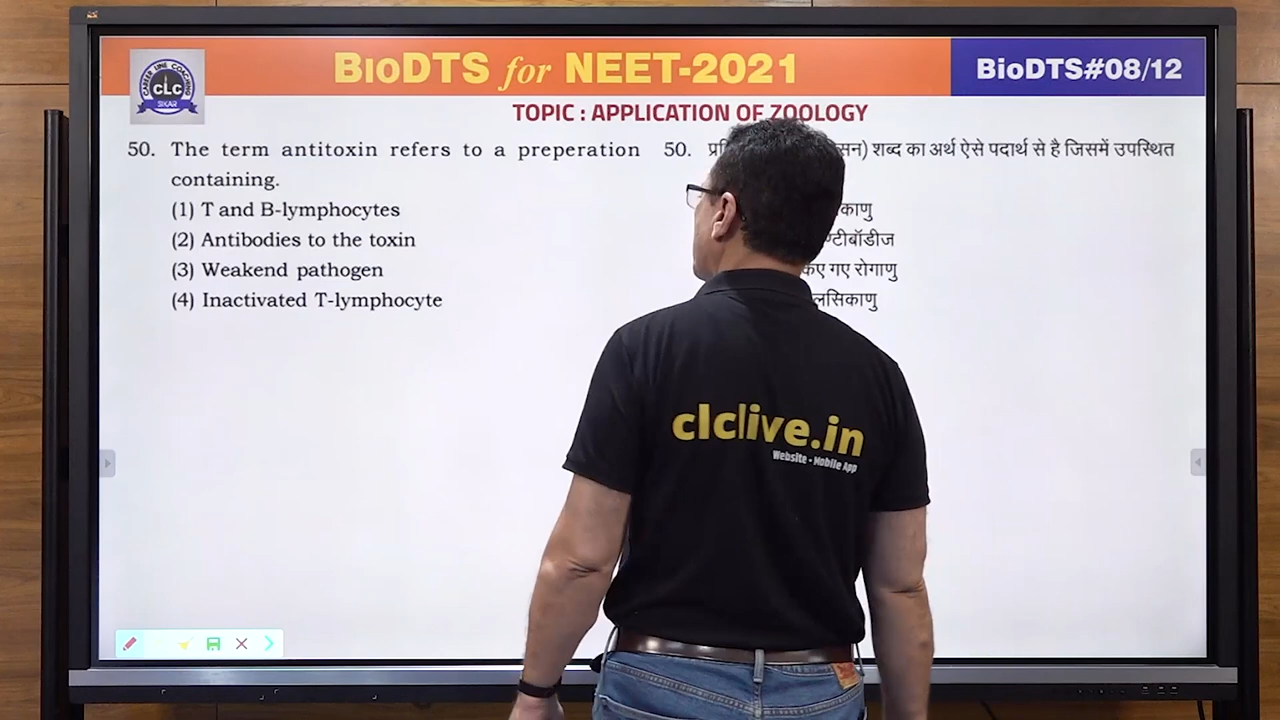 BIODTS for NEET-2021
BioDTS#08/12
CAREER LINE COACHING
CLC
SIKAR
TOPIC : APPLICATION OF ZOOLOGY
50. The term antitoxin refers to a preparation
containing.
(1) T and B-lymphocytes
(2) Antibodies to the toxin
(3) Weakend pathogen
(4) Inactivated T-lymphocyte
50. शब्द का अर्थ ऐसे पदार्थ से है जिसमें उपस्थित
गए रोगाणु
clclive.in
Website - Mobile App